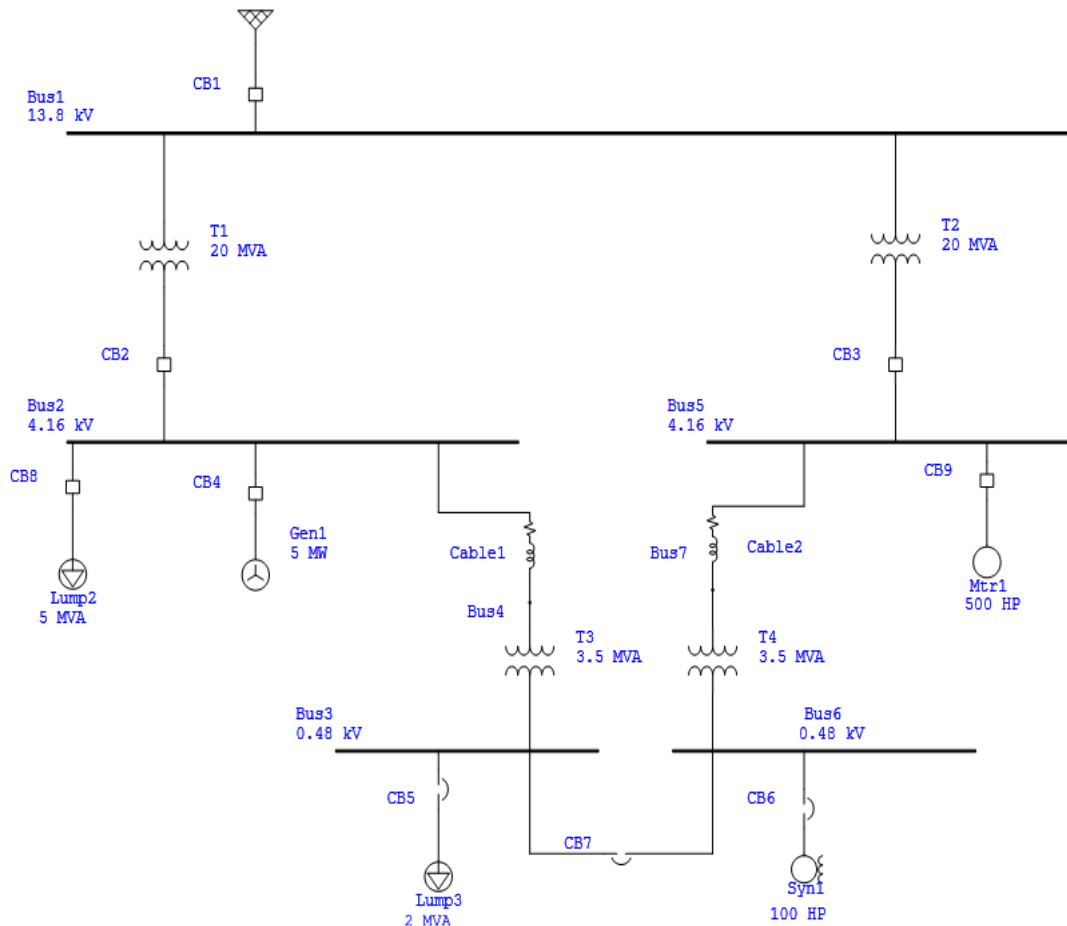 CB1
Bus1
13.8 kV
T1
20 MVA
T2
20 MVA
CB2
CB3
Bus2
4.16 kV
Bus5
4.16 kV
CB8
CB4
CB9
Gen1
5 MW
Cable1
Bus7
Cable2
Lump2
5 MVA
Mtr1
500 HP
Bus4
T3
3.5 MVA
T4
3.5 MVA
Bus3
0.48 kV
Bus6
0.48 kV
CB5
CB6
CB7
Lump3
2 MVA
Syn1
100 HP